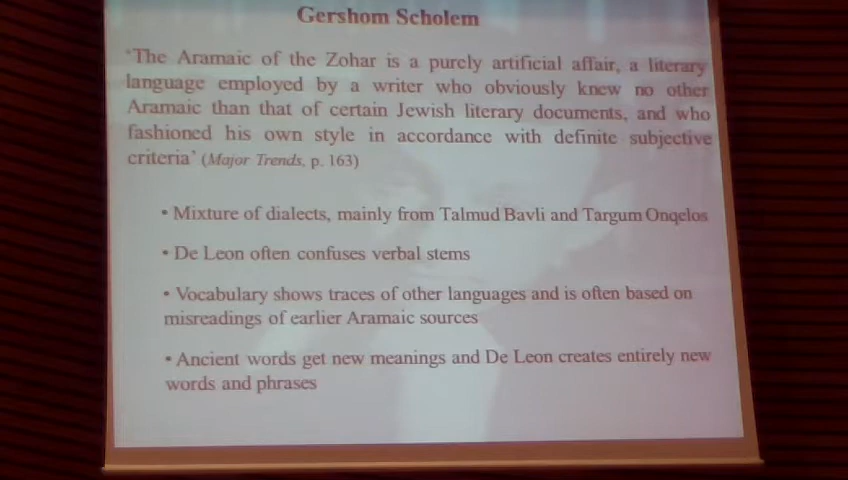 Gershom Scholem
‘The Aramaic of the Zohar is a purely artificial affair, a literary
language employed by a writer who obviously knew no other
Aramaic than that of certain Jewish literary documents, and who
fashioned his own style in accordance with definite subjective
criteria’ (Major Trends, p. 163)
• Mixture of dialects, mainly from Talmud Bavli and Targum Onqelos
• De Leon often confuses verbal stems
• Vocabulary shows traces of other languages and is often based on
misreadings of earlier Aramaic sources
• Ancient words get new meanings and De Leon creates entirely new
words and phrases